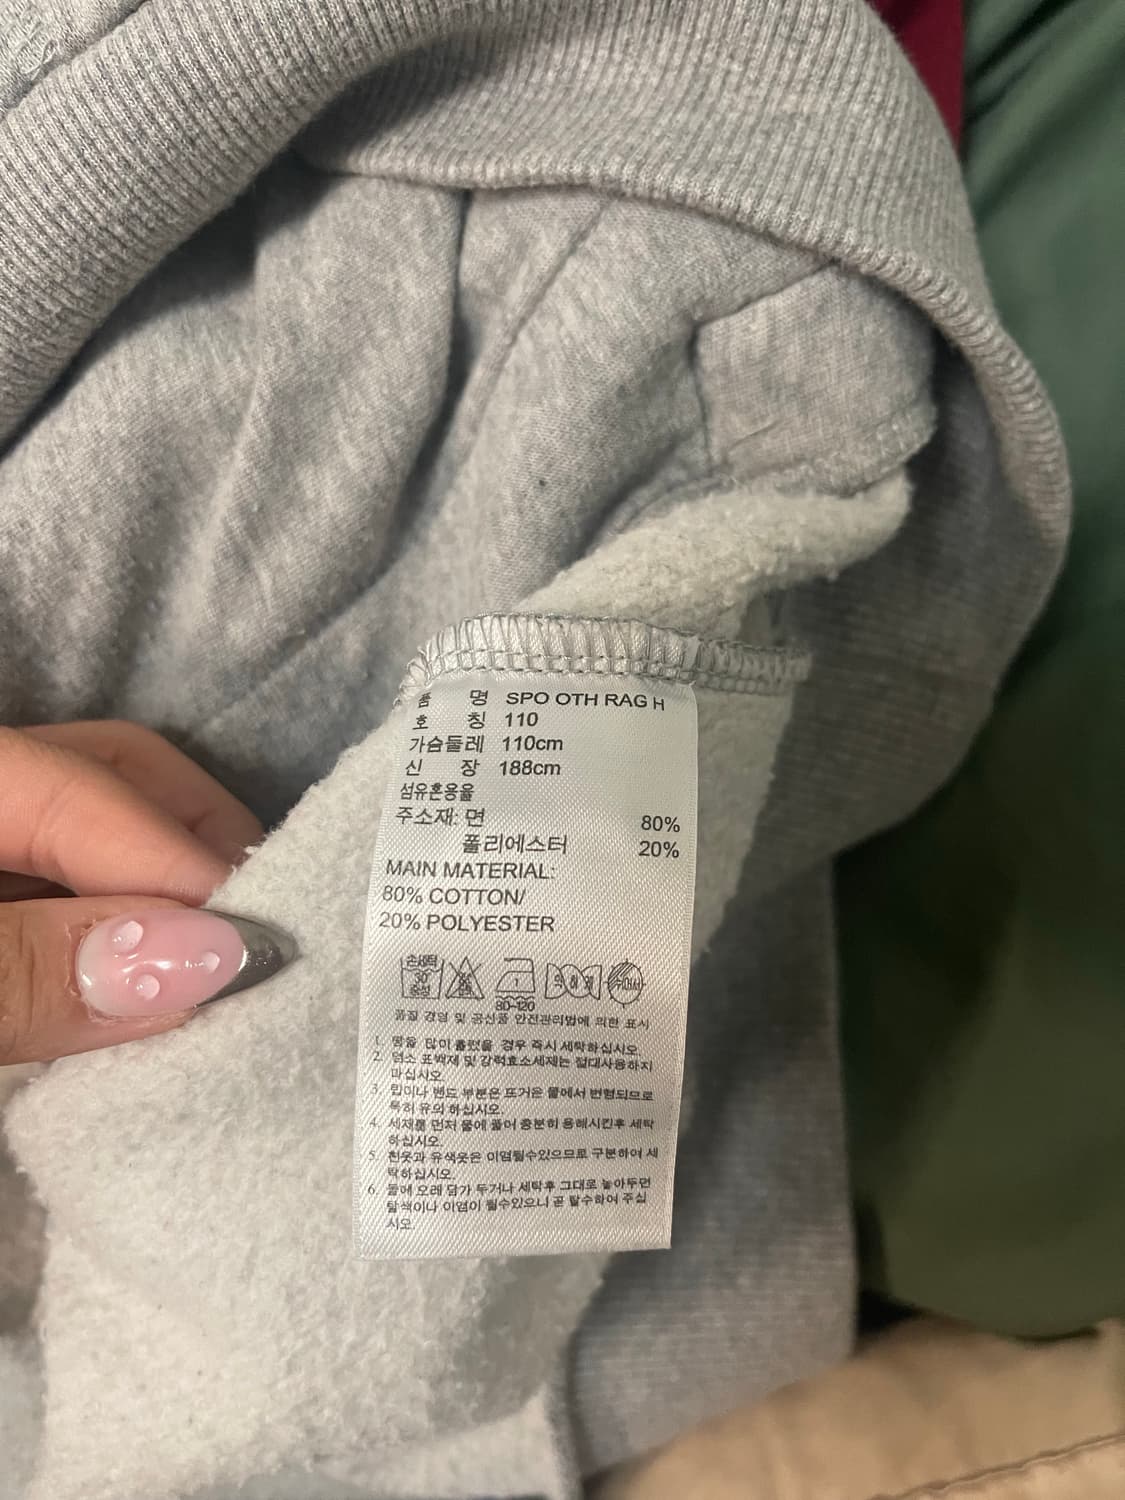 품 명 SPO OTH RAG H
호 칭 110
가슴둘레 110cm
신 장 188cm
섬유혼용율
주소재: 면 80%
폴리에스터 20%
MAIN MATERIAL:
80% COTTON/
20% POLYESTER
손세탁
30
중성
80-120
품질 경영 및 공산품 안전관리법에 의한 표시
1. 땀을 많이 흘렸을 경우 즉시 세탁하십시오.
2. 염소 표백제 및 강력효소세제는 절대사용하지
마십시오.
3. 립이나 밴드 부분은 뜨거운 물에서 변형되므로
특히 유의 하십시오.
4. 세제를 먼저 물에 풀어 충분히 용해시킨후 세탁
하십시오.
5. 흰옷과 유색옷은 이염될수있으므로 구분하여 세
탁하십시오.
6. 물에 오래 담가 두거나 세탁후 그대로 놓아두면
탈색이나 이염이 될수있으니 곧 탈수하여 주십
시오.